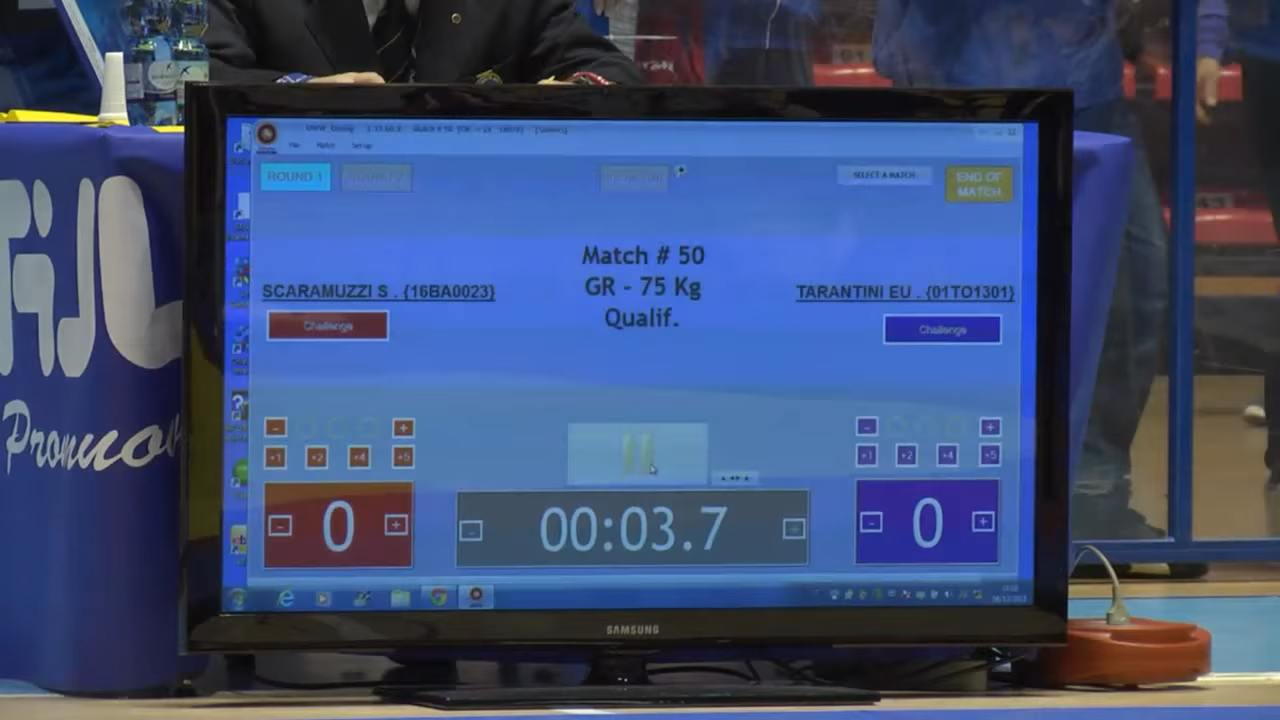 ROUND 1
SELECT A MATCH
END OF
MATCH
Match # 50
GR - 75 Kg
Qualif.
SCARAMUZZI S . {16BA0023}
TARANTINI EU . {01TO1301}
Challenge
Challenge
- +
- +
+1 +2 +4 +5
+1 +2 +4 +5
- 0 +
- 00:03.7 +
- 0 +
SAMSUNG